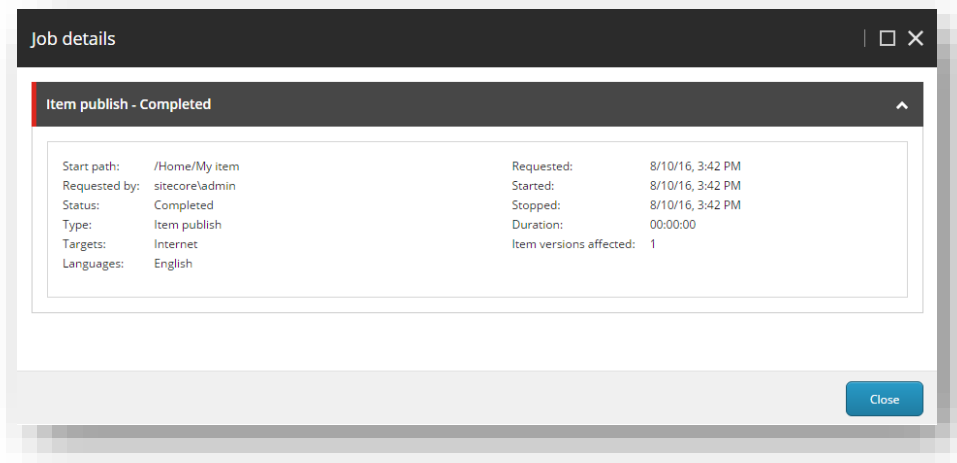 Job details
Item publish - Completed
Start path: /Home/My item
Requested by: sitecore\admin
Status: Completed
Type: Item publish
Targets: Internet
Languages: English
Requested: 8/10/16, 3:42 PM
Started: 8/10/16, 3:42 PM
Stopped: 8/10/16, 3:42 PM
Duration: 00:00:00
Item versions affected: 1
Close